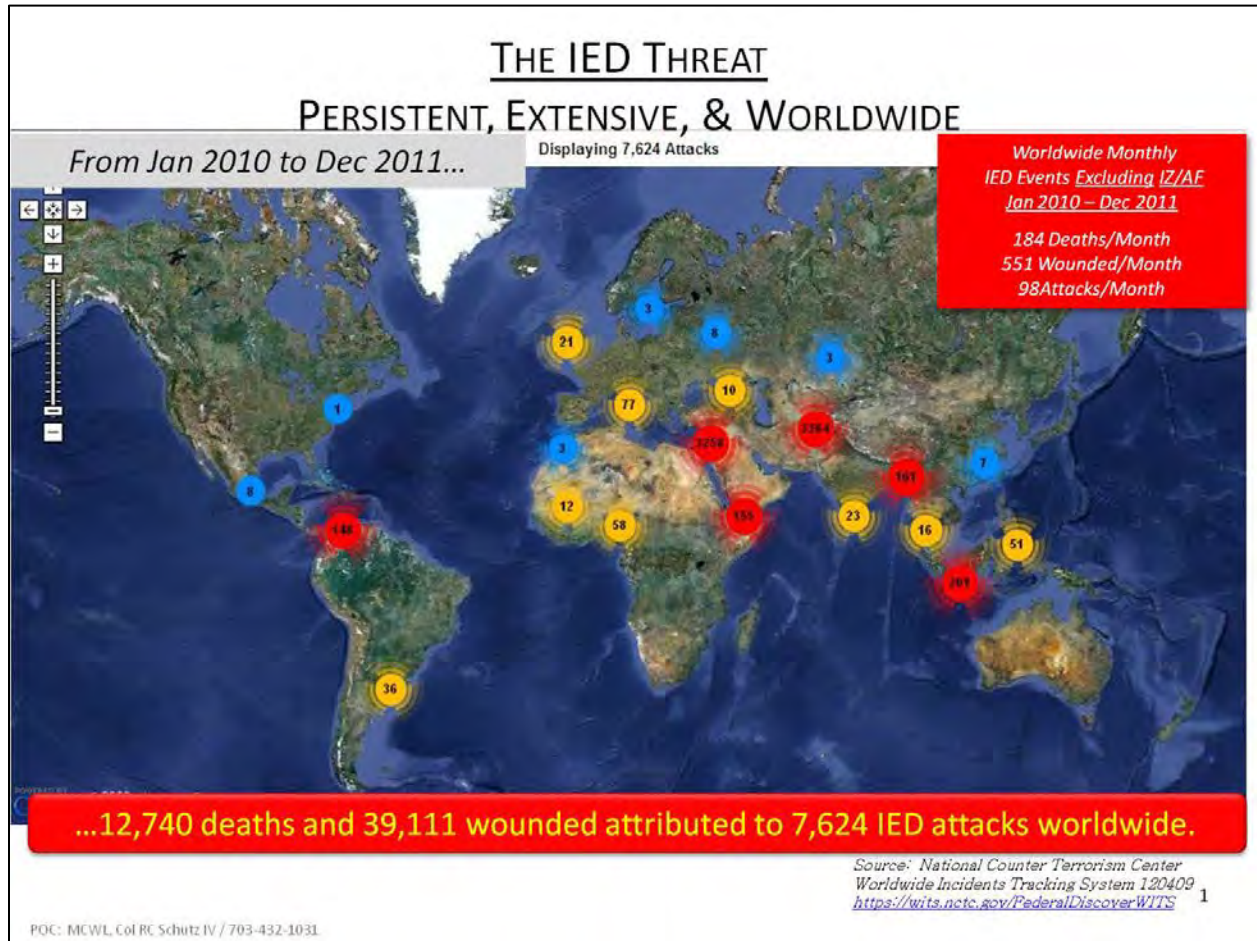 THE IED THREAT
PERSISTENT, EXTENSIVE, & WORLDWIDE
Displaying 7,624 Attacks
From Jan 2010 to Dec 2011…
Worldwide Monthly
IED Events Excluding IZ/AF
Jan 2010 – Dec 2011
184 Deaths/Month
551 Wounded/Month
98Attacks/Month
3
8
21
3
10
1
77
3
7
8
161
12
58
155
23
16
51
148
201
36
POWERED BY
…12,740 deaths and 39,111 wounded attributed to 7,624 IED attacks worldwide.
Source: National Counter Terrorism Center
Worldwide Incidents Tracking System 120409
https://wits.nctc.gov/FederalDiscoverWITS
1
POC: MCWL, Col RC Schutz IV / 703-432-1031